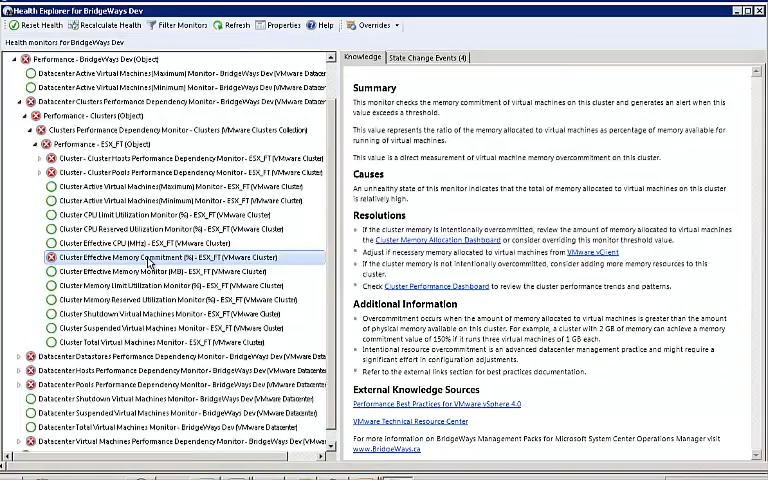 Health Explorer for BridgeWays Dev
Reset Health Recalculate Health Filter Monitors Refresh Properties Help Overrides
Health monitors for BridgeWays Dev
Performance - BridgeWays Dev (Object)
Datacenter Active Virtual Machines(Maximum) Monitor - BridgeWays Dev (VMware Datacer
Datacenter Active Virtual Machines(Minimum) Monitor - BridgeWays Dev (VMware Datacen
Datacenter Clusters Performance Dependency Monitor - BridgeWays Dev (VMware Datacer
Performance - Clusters (Object)
Clusters Performance Dependency Monitor - Clusters (VMware Clusters Collection)
Performance - ESX_FT (Object)
Cluster - Cluster Hosts Performance Dependency Monitor - ESX_FT (VMware Cluster)
Cluster - Cluster Pools Performance Dependency Monitor - ESX_FT (VMware Cluster)
Cluster Active Virtual Machines(Maximum) Monitor - ESX_FT (VMware Cluster)
Cluster Active Virtual Machines(Minimum) Monitor - ESX_FT (VMware Cluster)
Cluster CPU Limit Utilization Monitor (%) - ESX_FT (VMware Cluster)
Cluster CPU Reserved Utilization Monitor (%) - ESX_FT (VMware Cluster)
Cluster Effective CPU (MHz) - ESX_FT (VMware Cluster)
Cluster Effective Memory Commitment (%) - ESX_FT (VMware Cluster)
Cluster Effective Memory Monitor (MB) - ESX_FT (VMware Cluster)
Cluster Memory Limit Utilization Monitor (%) - ESX_FT (VMware Cluster)
Cluster Memory Reserved Utilization Monitor (%) - ESX_FT (VMware Cluster)
Cluster Shutdown Virtual Machines Monitor - ESX_FT (VMware Cluster)
Cluster Suspended Virtual Machines Monitor - ESX_FT (VMware Cluster)
Cluster Total Virtual Machines Monitor - ESX_FT (VMware Cluster)
Datacenter Datastores Performance Dependency Monitor - BridgeWays Dev (VMware Datac
Datacenter Hosts Performance Dependency Monitor - BridgeWays Dev (VMware Datacenter
Datacenter Pools Performance Dependency Monitor - BridgeWays Dev (VMware Datacenter
Datacenter Shutdown Virtual Machines Monitor - BridgeWays Dev (VMware Datacenter)
Datacenter Suspended Virtual Machines Monitor - BridgeWays Dev (VMware Datacenter)
Datacenter Total Virtual Machines Monitor - BridgeWays Dev (VMware Datacenter)
Datacenter Virtual Machines Performance Dependency Monitor - BridgeWays Dev (VMware
Knowledge State Change Events (4)
Summary
This monitor checks the memory commitment of virtual machines on this cluster and generates an alert when this
value exceeds a threshold.
This value represents the ratio of the memory allocated to virtual machines as percentage of memory available for
running of virtual machines.
This value is a direct measurement of virtual machine memory overcommitment on this cluster.
Causes
An unhealthy state of this monitor indicates that the total of memory allocated to virtual machines on this cluster
is relatively high.
Resolutions
If the cluster memory is intentionally overcommitted, review the amount of memory allocated to virtual machines
the Cluster Memory Allocation Dashboard or consider overriding this monitor threshold value.
Adjust if necessary memory allocated to virtual machines from VMware vClient
If the cluster memory is not intentionally overcommitted, consider adding more memory resources to this
cluster.
Check Cluster Performance Dashboard to review the cluster performance trends and patterns.
Additional Information
Overcommitment occurs when the amount of memory allocated to virtual machines is greater than the amount
of physical memory available on this cluster. For example, a cluster with 2 GB of memory can achieve a memory
commitment value of 150% if it runs three virtual machines of 1 GB each.
Intentional resource overcommitment is an advanced datacenter management practice and might require a
significant effort in configuration adjustments.
Refer to the external links section for best practices documentation.
External Knowledge Sources
Performance Best Practices for VMware vSphere 4.0
VMware Technical Resource Center
For more information on BridgeWays Management Packs for Microsoft System Center Operations Manager visit
www.BridgeWays.ca